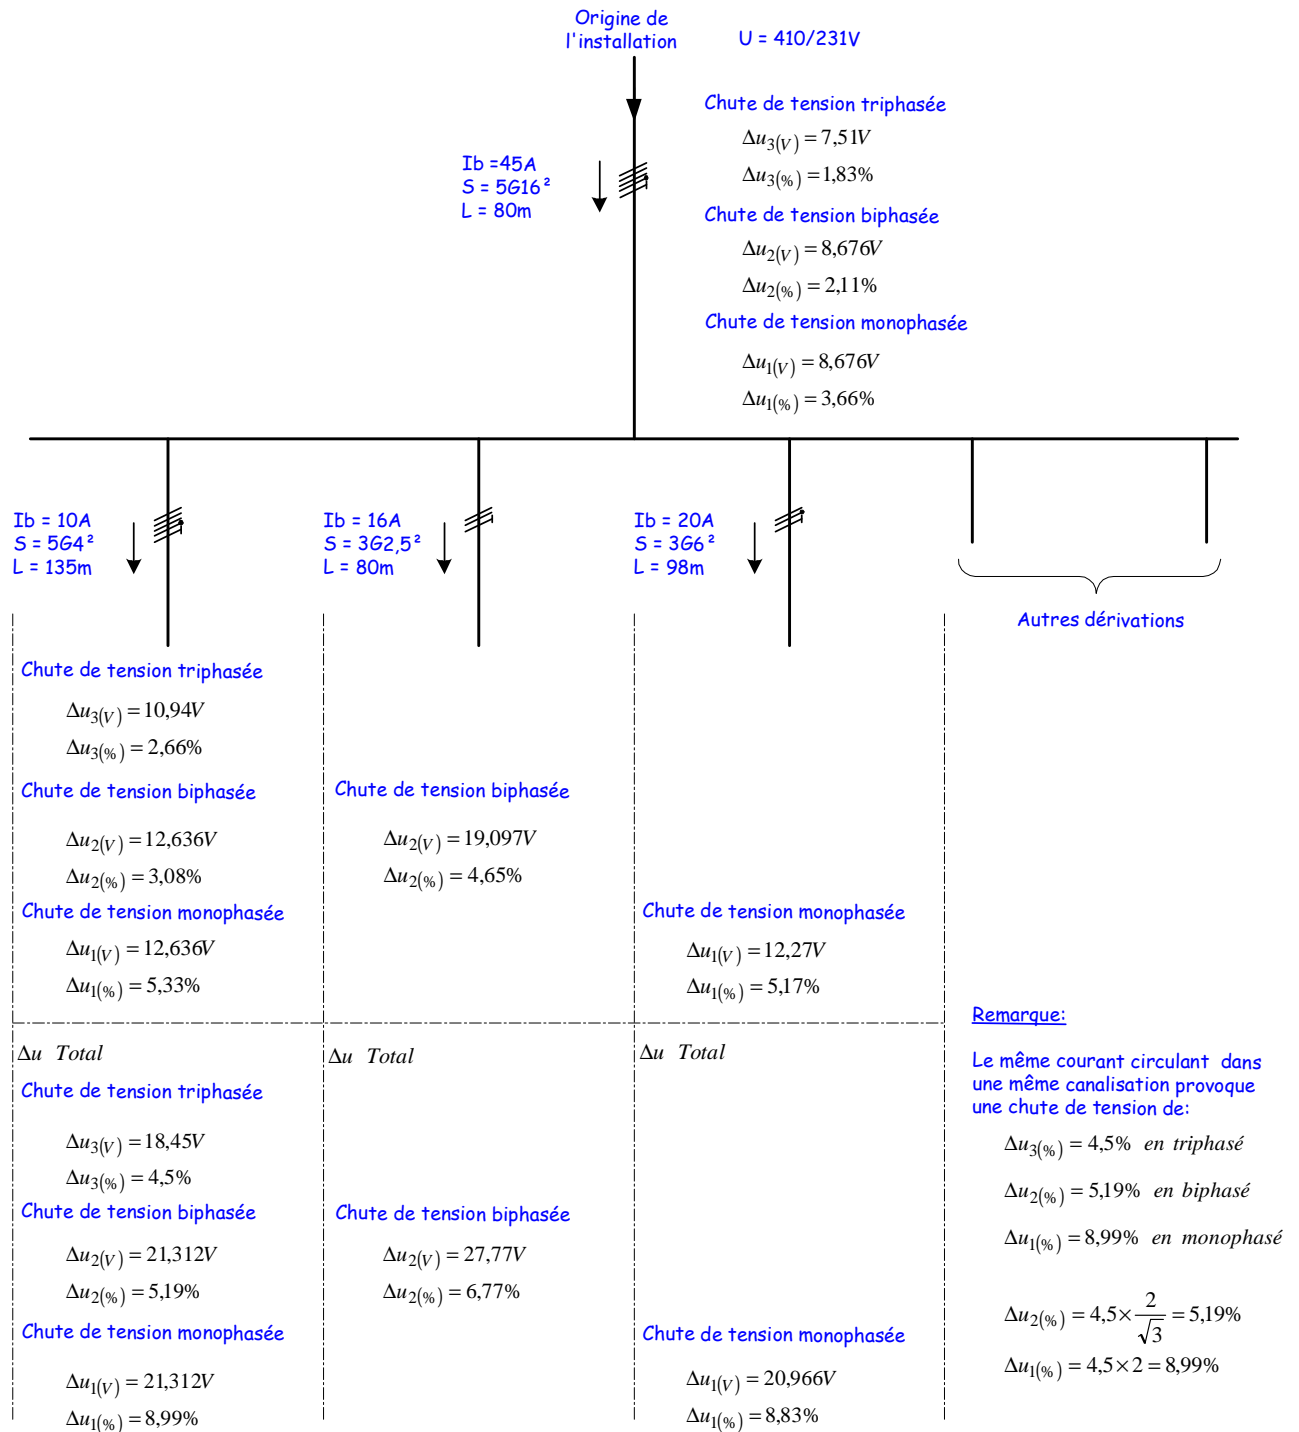 Origine de
l'installation
U = 410/231V
Chute de tension triphasée
Δu3(V) = 7,51V
Δu3(%) = 1,83%
Ib =45A
S = 5G16²
L = 80m
Chute de tension biphasée
Δu2(V) = 8,676V
Δu2(%) = 2,11%
Chute de tension monophasée
Δu1(V) = 8,676V
Δu1(%) = 3,66%
Ib = 10A
S = 5G4²
L = 135m
Ib = 16A
S = 3G2,5²
L = 80m
Ib = 20A
S = 3G6²
L = 98m
Autres dérivations
Chute de tension triphasée
Δu3(V) = 10,94V
Δu3(%) = 2,66%
Chute de tension biphasée
Δu2(V) = 12,636V
Δu2(%) = 3,08%
Chute de tension monophasée
Δu1(V) = 12,636V
Δu1(%) = 5,33%
Chute de tension biphasée
Δu2(V) = 19,097V
Δu2(%) = 4,65%
Chute de tension monophasée
Δu1(V) = 12,27V
Δu1(%) = 5,17%
Δu Total
Chute de tension triphasée
Δu3(V) = 18,45V
Δu3(%) = 4,5%
Chute de tension biphasée
Δu2(V) = 21,312V
Δu2(%) = 5,19%
Chute de tension monophasée
Δu1(V) = 21,312V
Δu1(%) = 8,99%
Δu Total
Chute de tension biphasée
Δu2(V) = 27,77V
Δu2(%) = 6,77%
Δu Total
Chute de tension monophasée
Δu1(V) = 20,966V
Δu1(%) = 8,83%
Remarque:
Le même courant circulant dans
une même canalisation provoque
une chute de tension de:
Δu3(%) = 4,5% en triphasé
Δu2(%) = 5,19% en biphasé
Δu1(%) = 8,99% en monophasé
Δu2(%) = 4,5×2/√3 = 5,19%
Δu1(%) = 4,5×2 = 8,99%